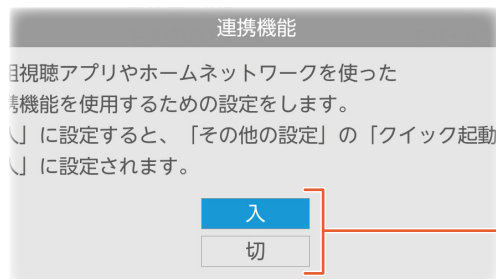 連携機能
視聴アプリやホームネットワークを使った
機能を使用するための設定をします。
」に設定すると、「その他の設定」の「クイック起動
」に設定されます。
入
切